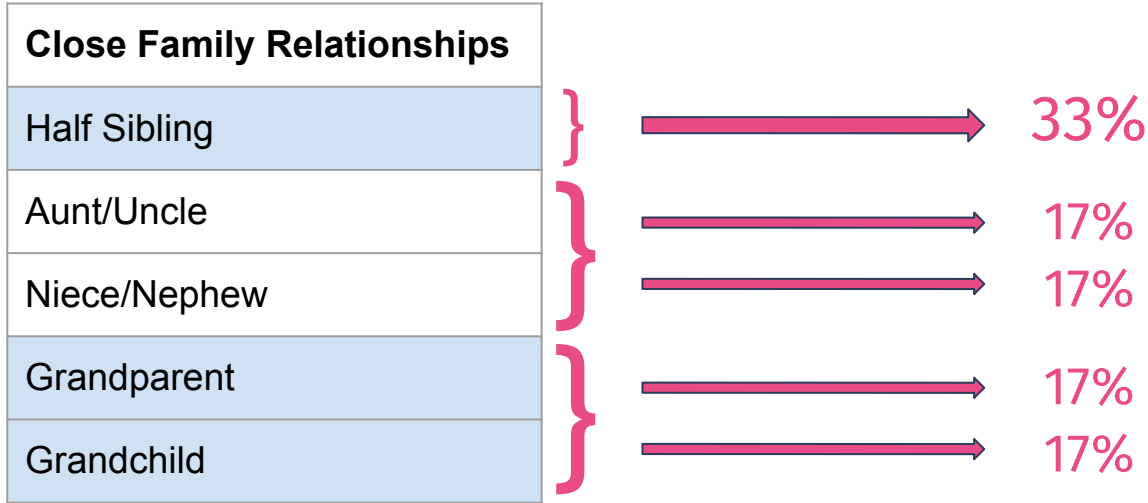 Close Family Relationships
Half Sibling
33%
Aunt/Uncle
17%
Niece/Nephew
17%
Grandparent
17%
Grandchild
17%